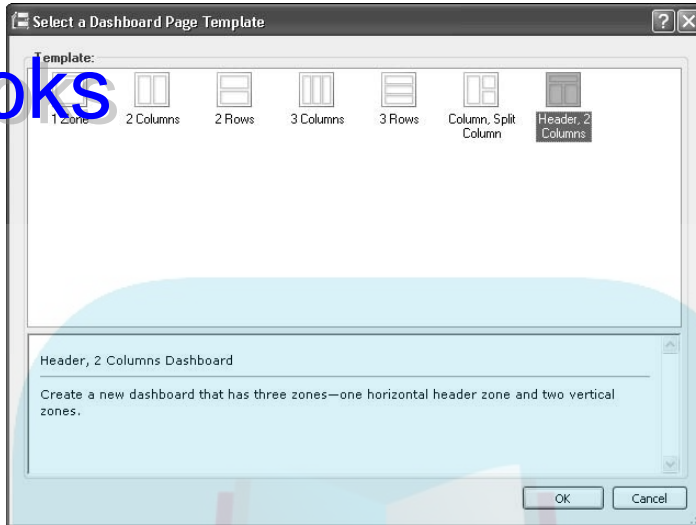 Select a Dashboard Page Template
Template:
oks
1 Zone
2 Columns
2 Rows
3 Columns
3 Rows
Column, Split
Column
Header, 2
Columns
Header, 2 Columns Dashboard
Create a new dashboard that has three zones—one horizontal header zone and two vertical
zones.
OK
Cancel